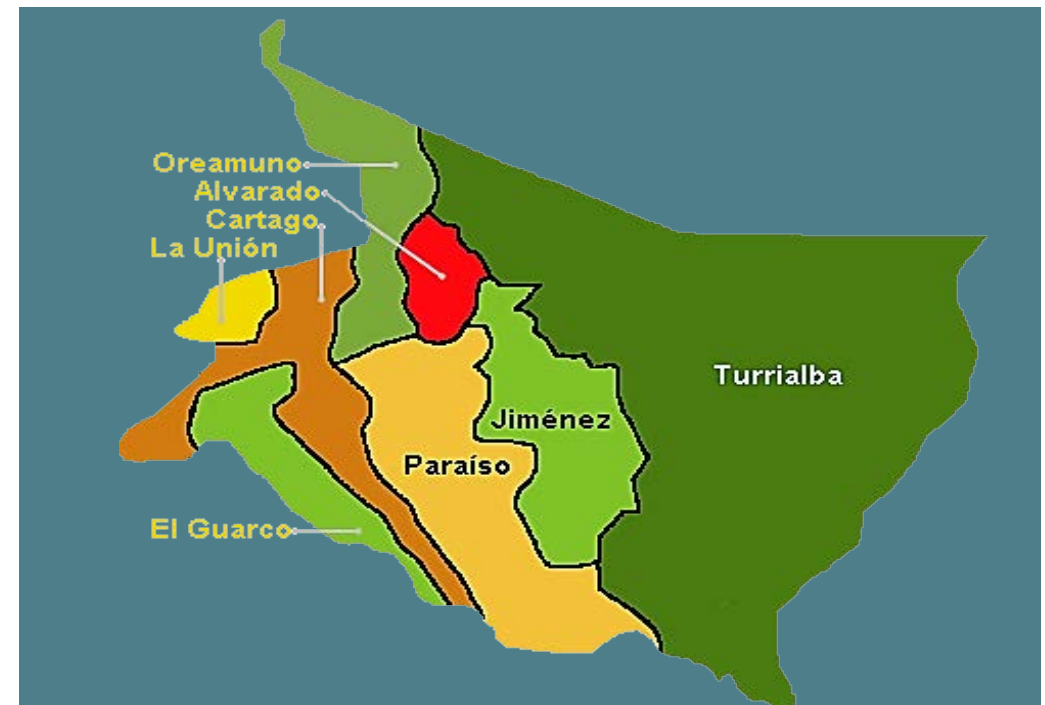 Oreamuno
Alvarado
Cartago
La Unión
Turrialba
Jiménez
Paraíso
El Guarco